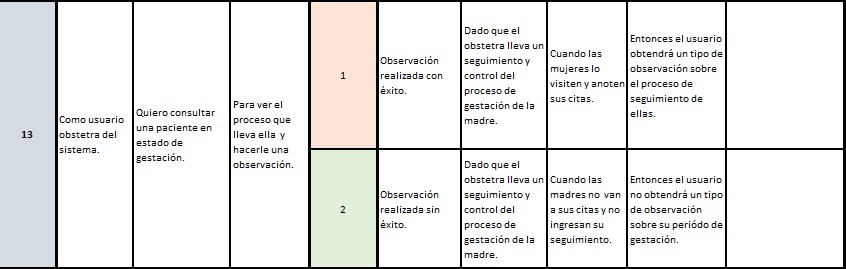 13
Como usuario
obstetra del
sistema.
Quiero consultar
una paciente en
estado de
gestación.
Para ver el
proceso que
lleva ella y
hacerle una
observación.
1
Observación
realizada con
éxito.
Dado que el
obstetra lleva un
seguimiento y
control del
proceso de
gestación de la
madre.
Cuando las
mujeres lo
visiten y anoten
sus citas.
Entonces el usuario
obtendrá un tipo de
observación sobre
el proceso de
seguimiento de
ellas.
2
Observación
realizada sin
éxito.
Dado que el
obstetra lleva un
seguimiento y
control del
proceso de
gestación de la
madre.
Cuando las
madres no van
a sus citas y no
ingresan su
seguimiento.
Entonces el usuario
no obtendrá un tipo
de observación
sobre su periódo de
gestación.